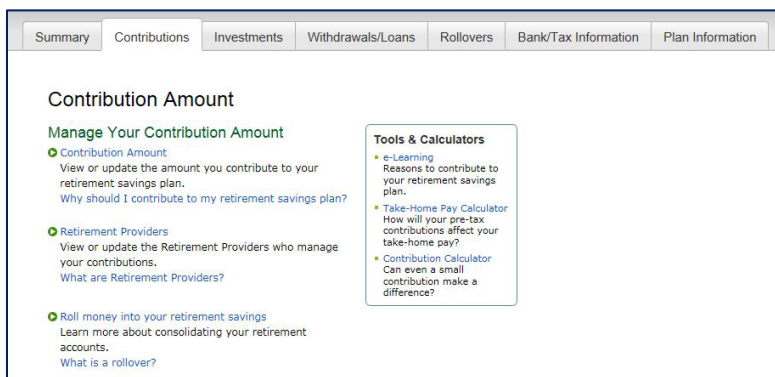 Summary
Contributions
Investments
Withdrawals/Loans
Rollovers
Bank/Tax Information
Plan Information
Contribution Amount
Manage Your Contribution Amount
Contribution Amount
View or update the amount you contribute to your
retirement savings plan.
Why should I contribute to my retirement savings plan?
Retirement Providers
View or update the Retirement Providers who manage
your contributions.
What are Retirement Providers?
Roll money into your retirement savings
Learn more about consolidating your retirement
accounts.
What is a rollover?
Tools & Calculators
e-Learning
Reasons to contribute to
your retirement savings
plan.
Take-Home Pay Calculator
How will your pre-tax
contributions affect your
take-home pay?
Contribution Calculator
Can even a small
contribution make a
difference?